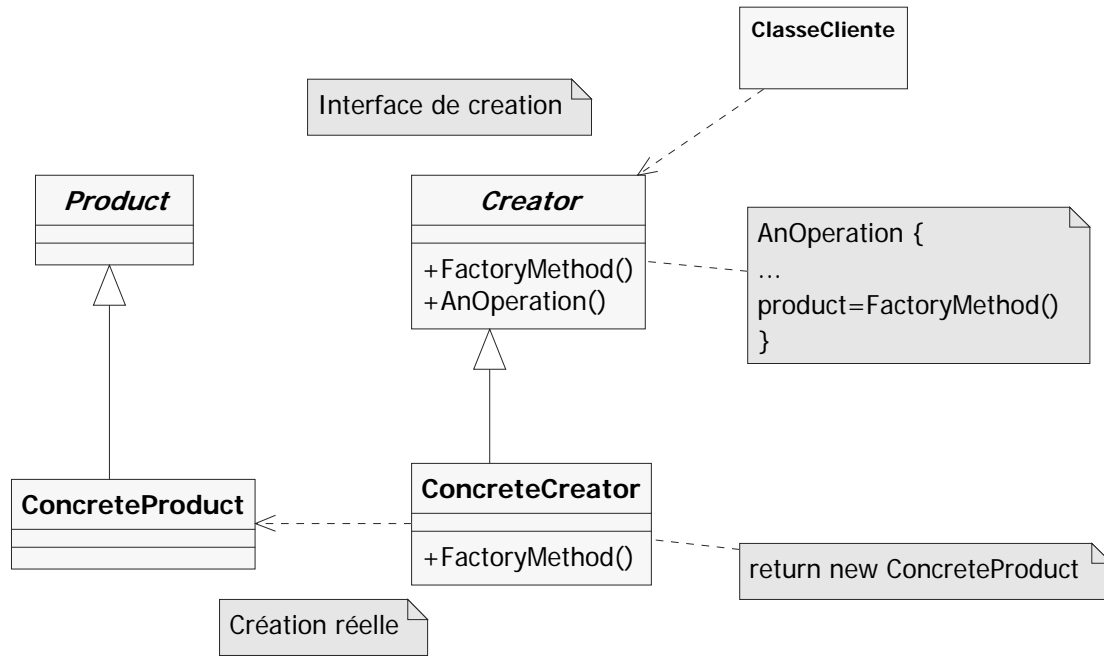 ClasseCliente
Interface de creation
Product
Creator
+FactoryMethod()
+AnOperation()
AnOperation {
...
product=FactoryMethod()
}
ConcreteProduct
ConcreteCreator
+FactoryMethod()
return new ConcreteProduct
Création réelle